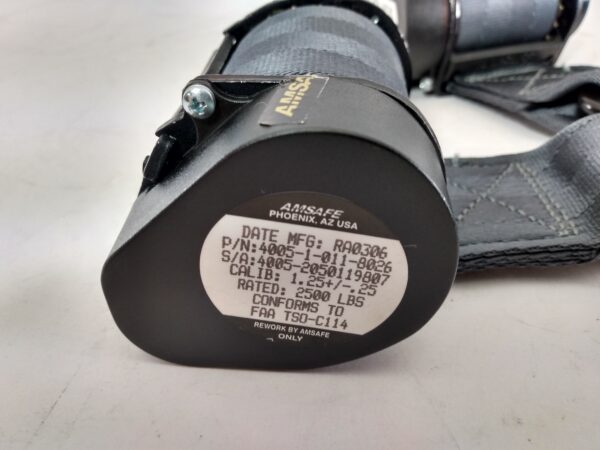 AMSAFE
AMSAFE
PHOENIX, AZ USA
DATE MFG: RA0306
P/N:4005-1-011-8026
S/A:4005-2050119807
CALIB: 1.25+/-.25
RATED: 2500 LBS
CONFORMS TO
FAA TSO-C114
REWORK BY AMSAFE
ONLY